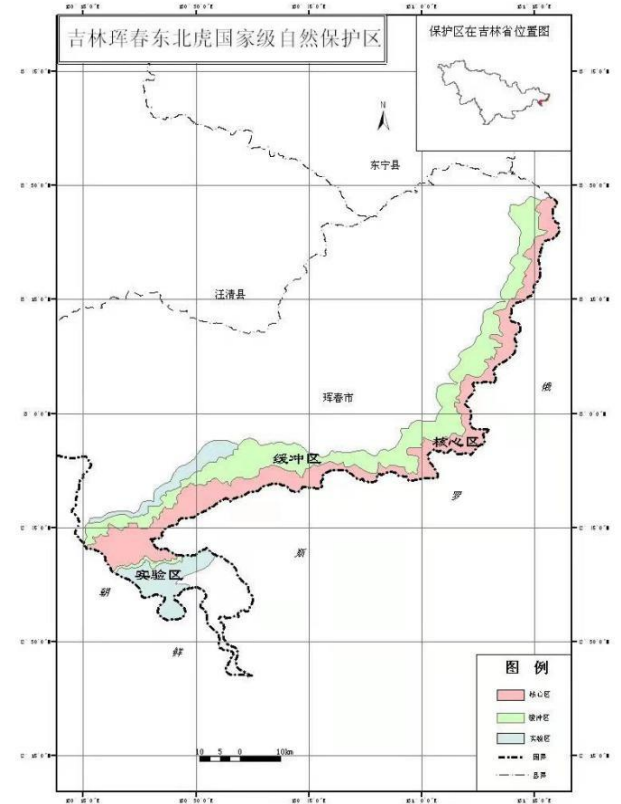 吉林珲春东北虎国家级自然保护区
保护区在吉林省位置图
N
东宁县
汪清县
珲春市
俄
核心区
缓冲区
罗
斯
实验区
朝
鲜
图 例
核心区
缓冲区
实验区
国界
县界
10 5 0 10km